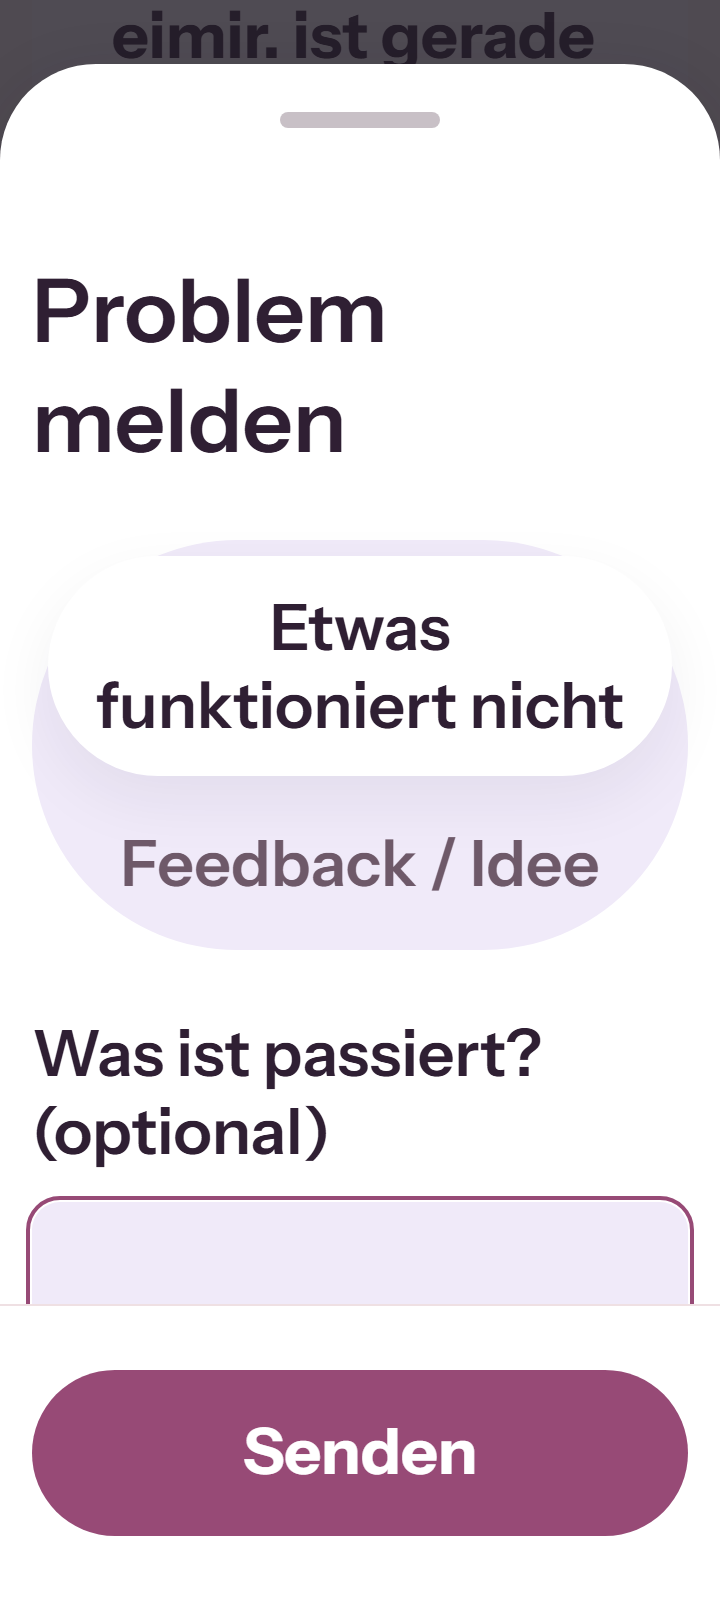 eimir. ist gerade
Problem
melden
Etwas
funktioniert nicht
Feedback / Idee
Was ist passiert?
(optional)
Senden